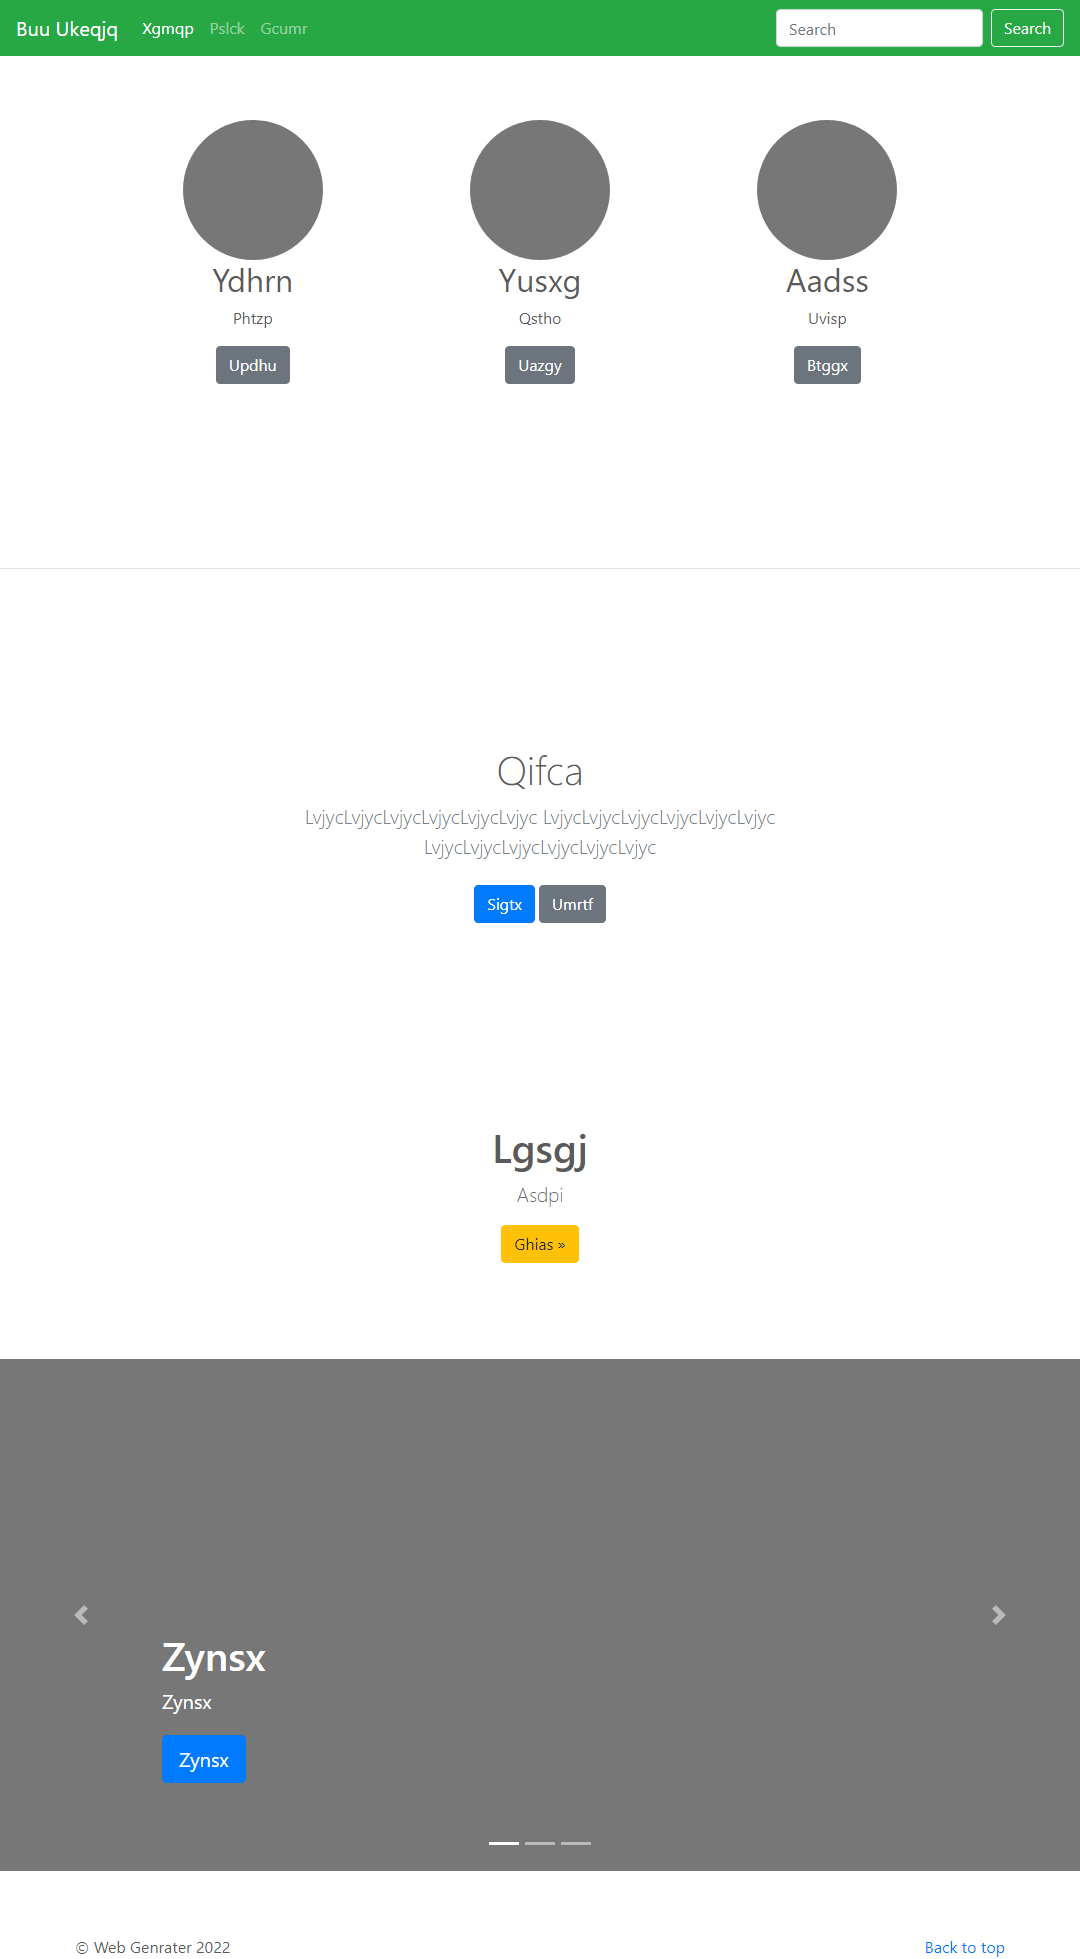 Buu Ukeqjq Xgmqp Pslck Gcumr Search Search
Ydhrn Yusxg Aadss
Phtzp Qstho Uvisp
Updhu Uazgy Btggx
Qifca
LvjycLvjycLvjycLvjycLvjycLvjyc LvjycLvjycLvjycLvjycLvjycLvjyc
LvjycLvjycLvjycLvjycLvjycLvjyc
Sigtx Umrtf
Lgsgj
Asdpi
Ghias »
Zynsx
Zynsx
Zynsx
© Web Genrater 2022 Back to top